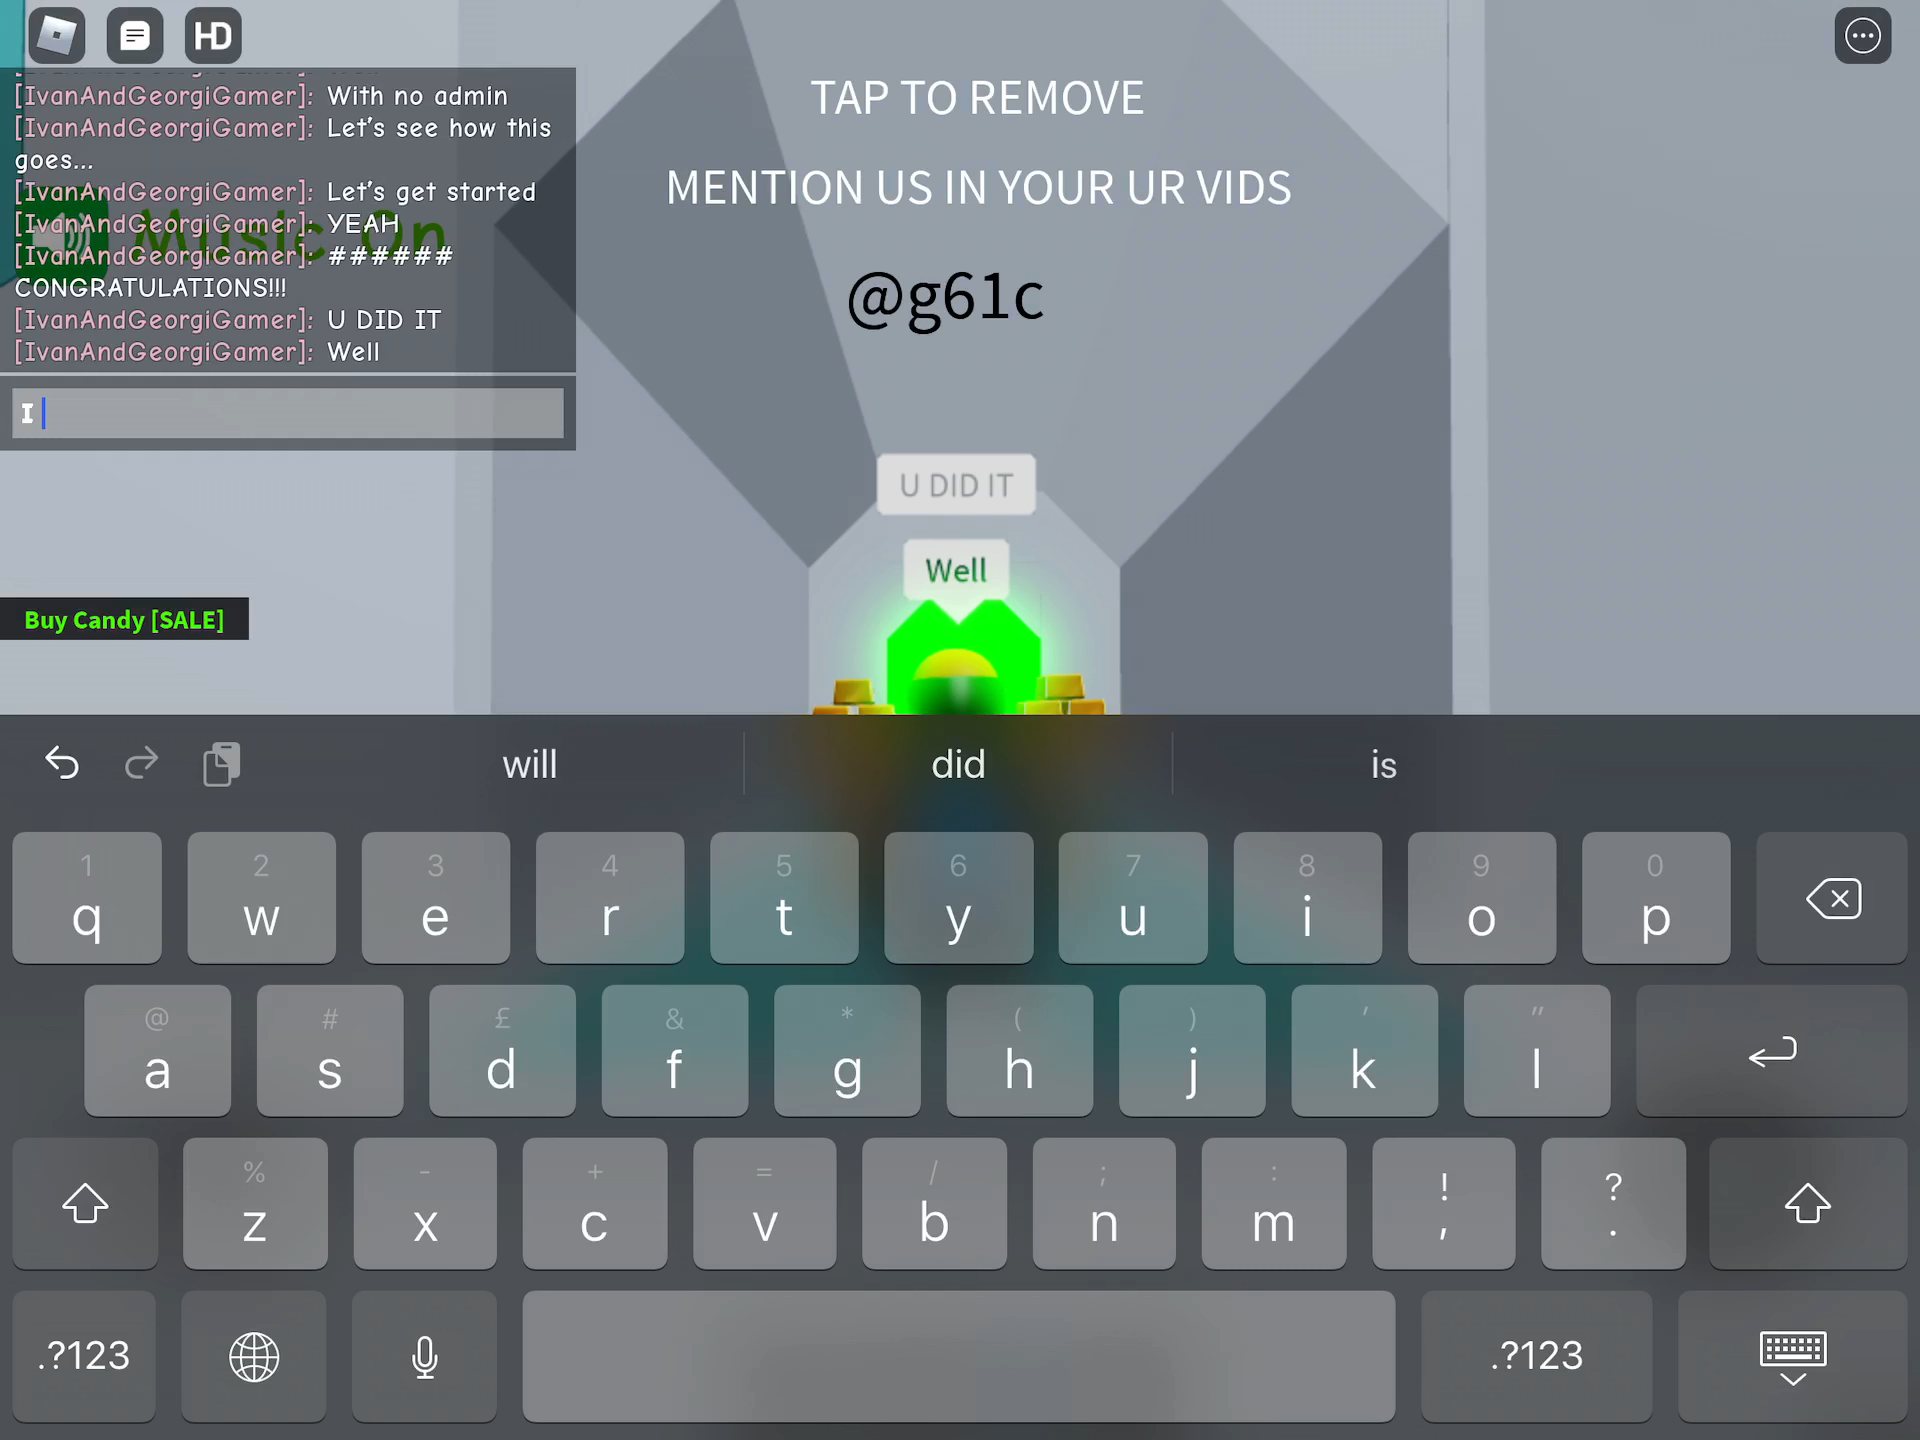 HD
[IvanAndGeorgiGamer]: With no admin
[IvanAndGeorgiGamer]: Let's see how this
goes...
[IvanAndGeorgiGamer]: Let's get started
[IvanAndGeorgiGamer]: YEAH
[IvanAndGeorgiGamer]: ######
CONGRATULATIONS!!!
[IvanAndGeorgiGamer]: U DID IT
[IvanAndGeorgiGamer]: Well
Music On
I
TAP TO REMOVE
MENTION US IN YOUR UR VIDS
@g61c
U DID IT
Well
Buy Candy [SALE]
will did is
1 2 3 4 5 6 7 8 9 0
q w e r t y u i o p
@ # £ & * ( ) ' "
a s d f g h j k l
% - + = / ; : ! ?
z x c v b n m , .
.?123 .?123